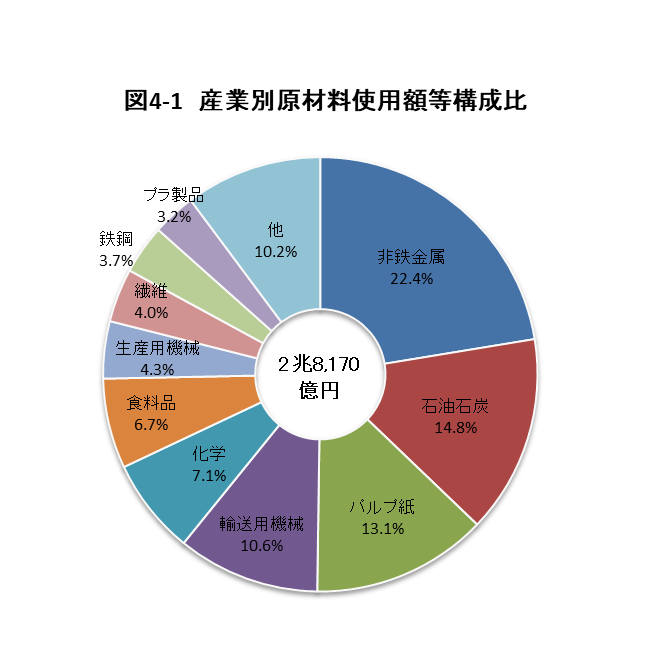 図4-1 産業別原材料使用額等構成比
非鉄金属
22.4%
石油石炭
14.8%
パルプ紙
13.1%
輸送用機械
10.6%
化学
7.1%
食料品
6.7%
生産用機械
4.3%
繊維
4.0%
鉄鋼
3.7%
プラ製品
3.2%
他
10.2%
２兆8,170
億円